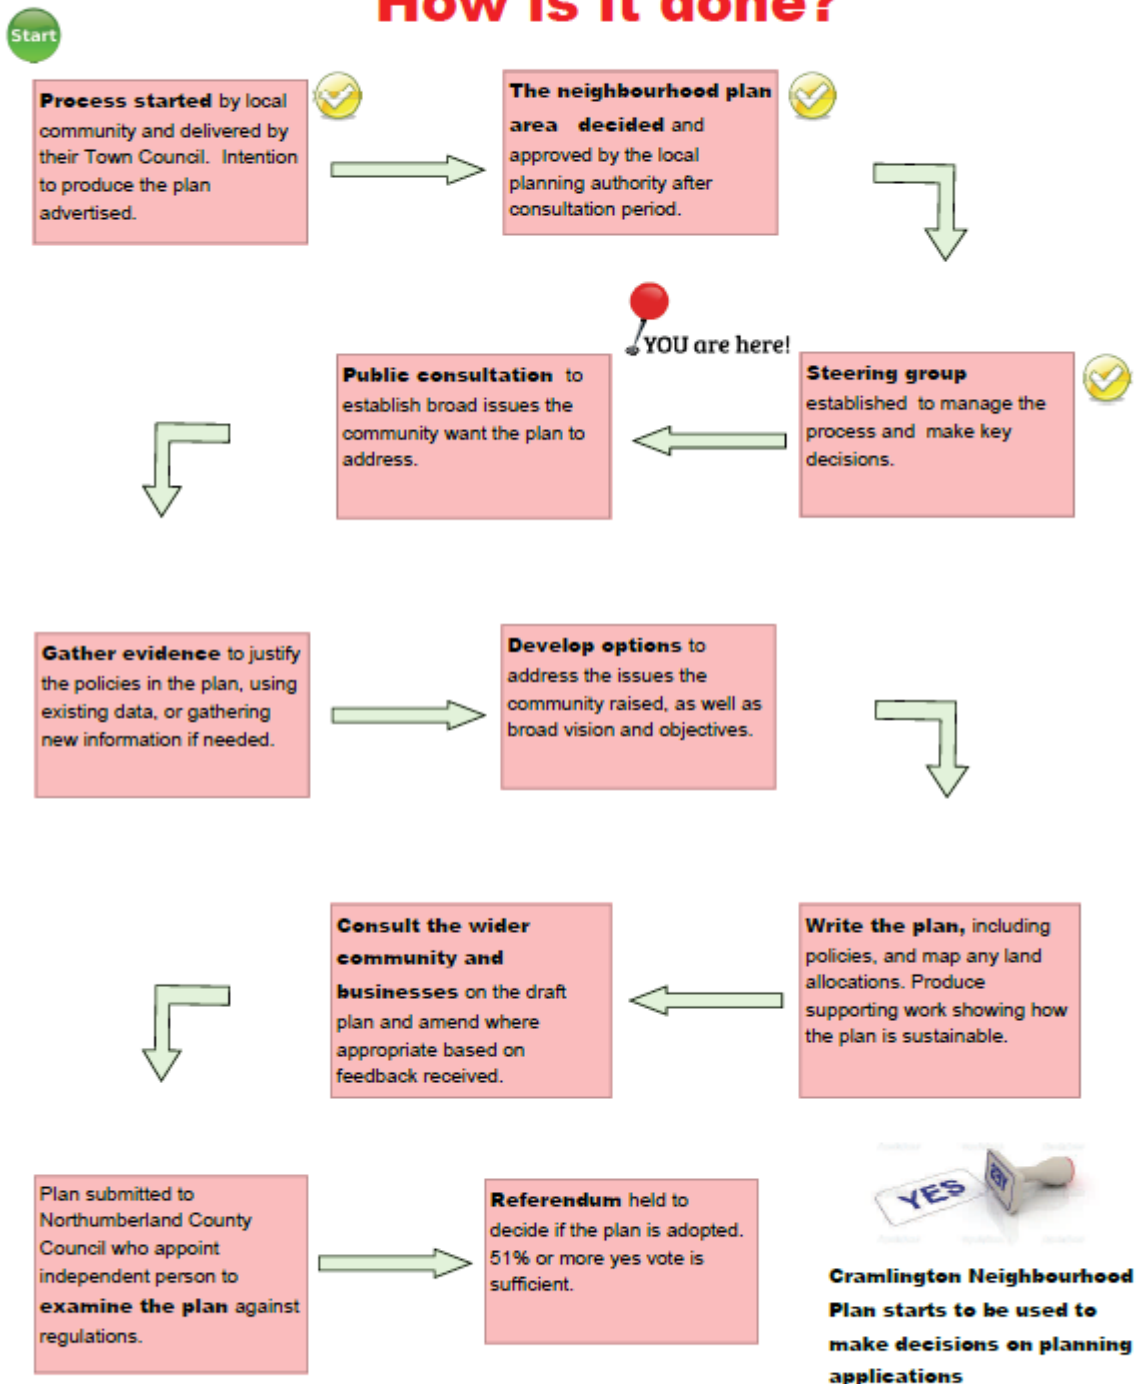 How is it done?
Start
Process started by local
community and delivered by
their Town Council. Intention
to produce the plan
advertised.
The neighbourhood plan
area decided and
approved by the local
planning authority after
consultation period.
YOU are here!
Steering group
established to manage the
process and make key
decisions.
Public consultation to
establish broad issues the
community want the plan to
address.
Gather evidence to justify
the policies in the plan, using
existing data, or gathering
new information if needed.
Develop options to
address the issues the
community raised, as well as
broad vision and objectives.
Write the plan, including
policies, and map any land
allocations. Produce
supporting work showing how
the plan is sustainable.
Consult the wider
community and
businesses on the draft
plan and amend where
appropriate based on
feedback received.
Plan submitted to
Northumberland County
Council who appoint
independent person to
examine the plan against
regulations.
Referendum held to
decide if the plan is adopted.
51% or more yes vote is
sufficient.
YES
YES
Cramlington Neighbourhood
Plan starts to be used to
make decisions on planning
applications